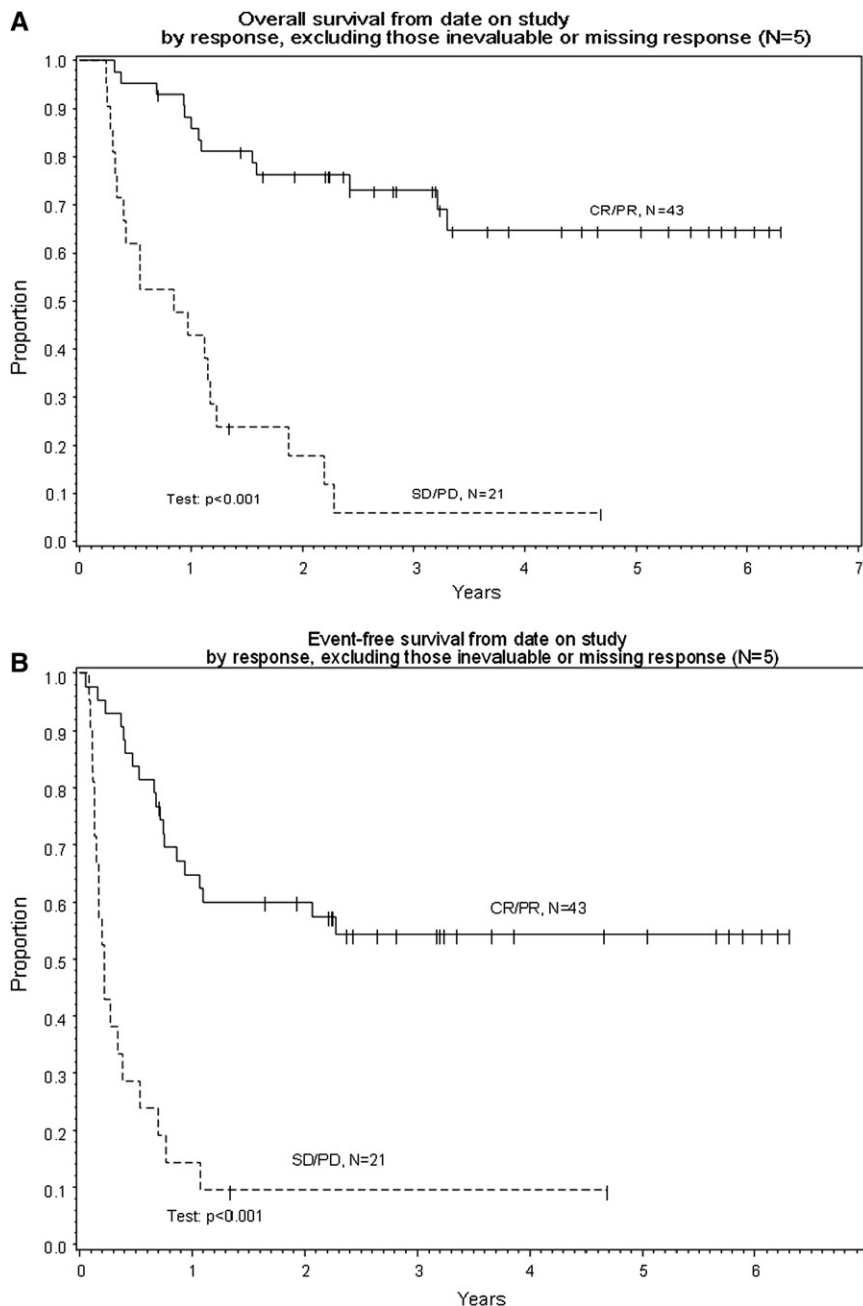 A
Overall survival from date on study
by response, excluding those inevaluable or missing response (N=5)
1.0
0.9
0.8
0.7
0.6
0.5
0.4
0.3
0.2
0.1
0.0
Proportion
CR/PR, N=43
SD/PD, N=21
Test: p<0.001
0 1 2 3 4 5 6 7
Years
B
Event-free survival from date on study
by response, excluding those inevaluable or missing response (N=5)
1.0
0.9
0.8
0.7
0.6
0.5
0.4
0.3
0.2
0.1
0.0
Proportion
CR/PR, N=43
SD/PD, N=21
Test: p<0.001
0 1 2 3 4 5 6
Years